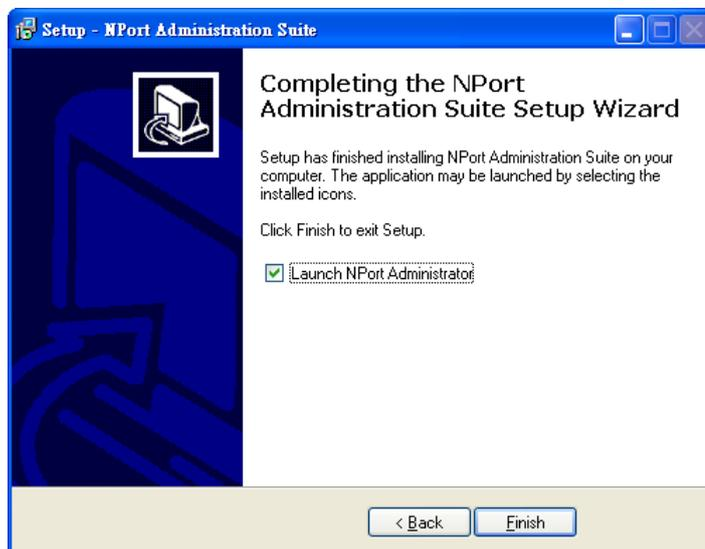 Setup - NPort Administration Suite
Completing the NPort
Administration Suite Setup Wizard
Setup has finished installing NPort Administration Suite on your
computer. The application may be launched by selecting the
installed icons.
Click Finish to exit Setup.
Launch NPort Administrator
< Back
Finish